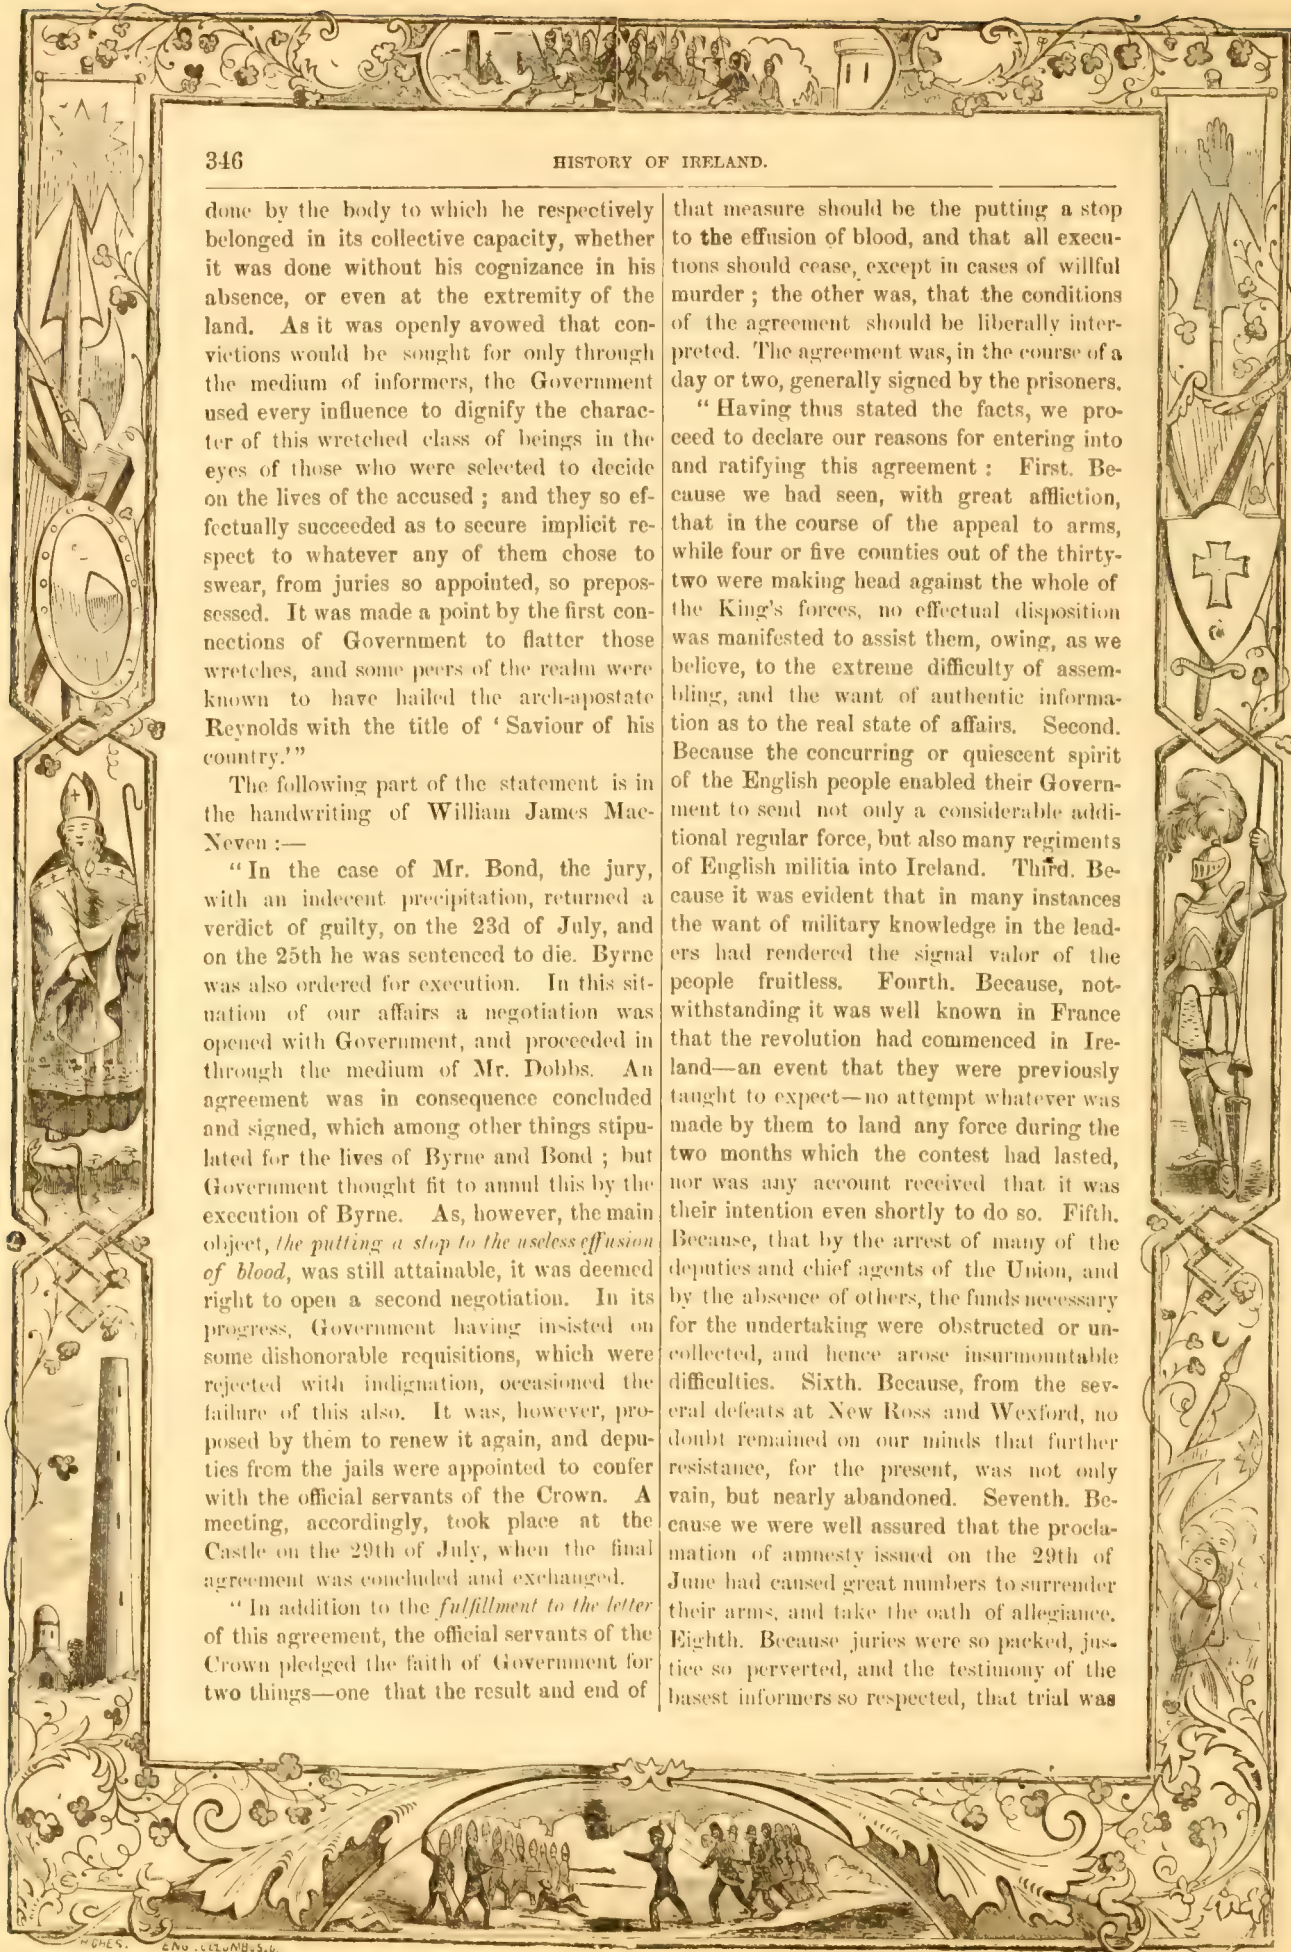 346
HISTORY OF IRELAND.
done by the body to which he respectively
belonged in its collective capacity, whether
it was done without his cognizance in his
absence, or even at the extremity of the
land. As it was openly avowed that con-
victions would be sought for only through
the medium of informers, the Government
used every influence to dignify the charac-
ter of this wretched class of beings in the
eyes of those who were selected to decide
on the lives of the accused ; and they so ef-
fectually succeeded as to secure implicit re-
spect to whatever any of them chose to
swear, from juries so appointed, so prepos-
sessed. It was made a point by the first con-
nections of Government to flatter those
wretches, and some peers of the realm were
known to have hailed the arch-apostate
Reynolds with the title of ‘ Saviour of his
country.’”
The following part of the statement is in
the handwriting of William James Mac-
Neven :—
“ In the case of Mr. Bond, the jury,
with an indecent precipitation, returned a
verdict of guilty, on the 23d of July, and
on the 25th he was sentenced to die. Byrne
was also ordered for execution. In this sit-
uation of our affairs a negotiation was
opened with Government, and proceeded in
through the medium of Mr. Dobbs. An
agreement was in consequence concluded
and signed, which among other things stipu-
lated for the lives of Byrne and Bond ; but
Government thought fit to annul this by the
execution of Byrne. As, however, the main
object, the putting a stop to the useless effusion
of blood, was still attainable, it was deemed
right to open a second negotiation. In its
progress, Government having insisted on
some dishonorable requisitions, which were
rejected with indignation, occasioned the
failure of this also. It was, however, pro-
posed by them to renew it again, and depu-
ties from the jails were appointed to confer
with the official servants of the Crown. A
meeting, accordingly, took place at the
Castle on the 29th of July, when the final
agreement was concluded and exchanged.
“ In addition to the fulfillment to the letter
of this agreement, the official servants of the
Crown pledged the faith of Government for
two things—one that the result and end of
that measure should be the putting a stop
to the effusion of blood, and that all execu-
tions should cease, except in cases of willful
murder ; the other was, that the conditions
of the agreement should be liberally inter-
preted. The agreement was, in the course of a
day or two, generally signed by the prisoners.
“ Having thus stated the facts, we pro-
ceed to declare our reasons for entering into
and ratifying this agreement : First. Be-
cause we had seen, with great affliction,
that in the course of the appeal to arms,
while four or five counties out of the thirty-
two were making head against the whole of
the King's forces, no effectual disposition
was manifested to assist them, owing, as we
believe, to the extreme difficulty of assem-
bling, and the want of authentic informa-
tion as to the real state of affairs. Second.
Because the concurring or quiescent spirit
of the English people enabled their Govern-
ment to send not only a considerable addi-
tional regular force, but also many regiments
of English militia into Ireland. Third. Be-
cause it was evident that in many instances
the want of military knowledge in the lead-
ers had rendered the signal valor of the
people fruitless. Fourth. Because, not-
withstanding it was well known in France
that the revolution had commenced in Ire-
land—an event that they were previously
taught to expect—no attempt whatever was
made by them to land any force during the
two months which the contest had lasted,
nor was any account received that it was
their intention even shortly to do so. Fifth.
Because, that by the arrest of many of the
deputies and chief agents of the Union, and
by the absence of others, the funds necessary
for the undertaking were obstructed or un-
collected, and hence arose insurmountable
difficulties. Sixth. Because, from the sev-
eral defeats at New Ross and Wexford, no
doubt remained on our minds that further
resistance, for the present, was not only
vain, but nearly abandoned. Seventh. Be-
cause we were well assured that the procla-
mation of amnesty issued on the 29th of
June had caused great numbers to surrender
their arms, and take the oath of allegiance.
Eighth. Because juries were so packed, jus-
tice so perverted, and the testimony of the
basest informers so respected, that trial was